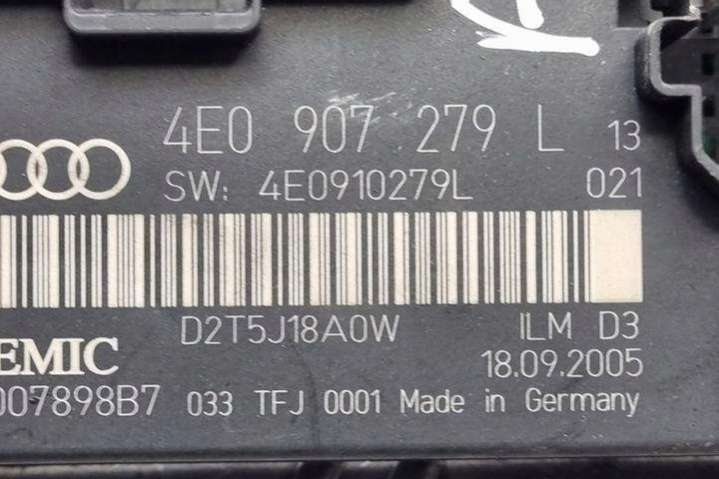 4E0 907 279 L 13
SW: 4E0910279L 021
D2T5J18A0W ILM D3
EMIC 18.09.2005
007898B7 033 TFJ 0001 Made in Germany